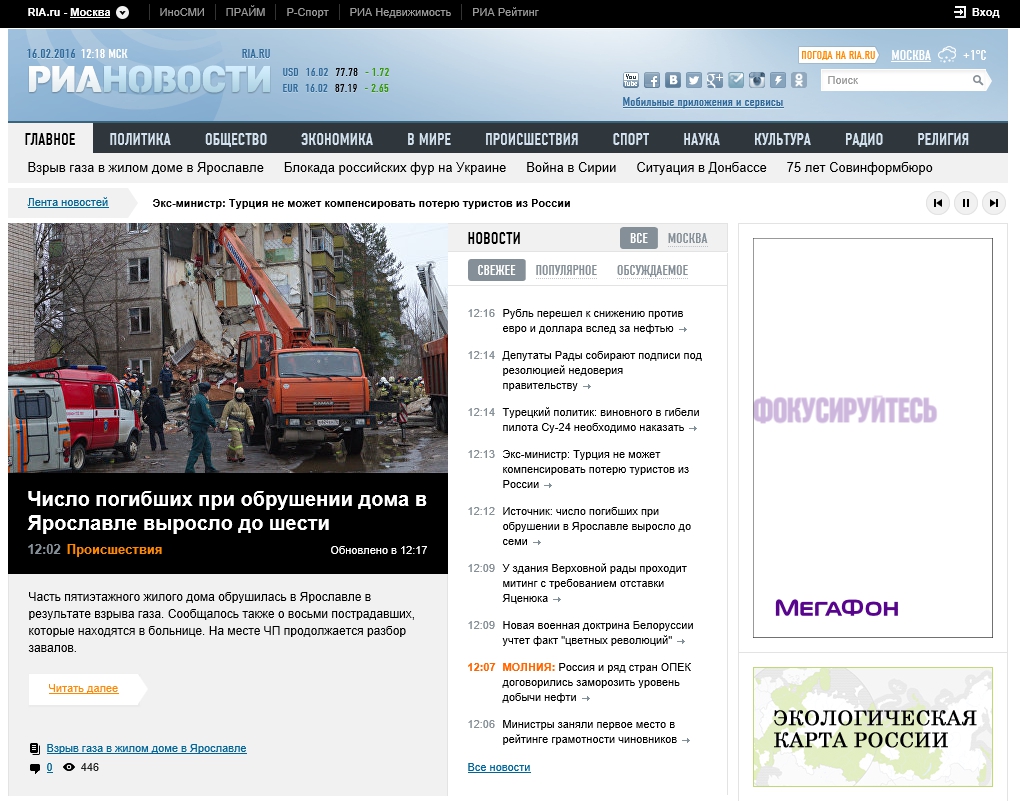 RIA.ru - Москва
ИноСМИ
ПРАЙМ
Р-Спорт
РИА Недвижимость
РИА Рейтинг
Вход
16.02.2016 12:18 МСК
RIA.RU
РИАНОВОСТИ
USD 16.02 77.78 - 1.72
EUR 16.02 87.19 - 2.65
ПОГОДА НА RIA.RU
МОСКВА
+1°C
You Tube
Поиск
Мобильные приложения и сервисы
ГЛАВНОЕ
ПОЛИТИКА
ОБЩЕСТВО
ЭКОНОМИКА
В МИРЕ
ПРОИСШЕСТВИЯ
СПОРТ
НАУКА
КУЛЬТУРА
РАДИО
РЕЛИГИЯ
Взрыв газа в жилом доме в Ярославле
Блокада российских фур на Украине
Война в Сирии
Ситуация в Донбассе
75 лет Совинформбюро
Лента новостей
Экс-министр: Турция не может компенсировать потерю туристов из России
Число погибших при обрушении дома в
Ярославле выросло до шести
12:02 Происшествия
Обновлено в 12:17
Часть пятиэтажного жилого дома обрушилась в Ярославле в
результате взрыва газа. Сообщалось также о восьми пострадавших,
которые находятся в больнице. На месте ЧП продолжается разбор
завалов.
Читать далее
Взрыв газа в жилом доме в Ярославле
0 446
НОВОСТИ
ВСЕ
МОСКВА
СВЕЖЕЕ
ПОПУЛЯРНОЕ
ОБСУЖДАЕМОЕ
12:16 Рубль перешел к снижению против
евро и доллара вслед за нефтью →
12:14 Депутаты Рады собирают подписи под
резолюцией недоверия
правительству →
12:14 Турецкий политик: виновного в гибели
пилота Су-24 необходимо наказать →
12:13 Экс-министр: Турция не может
компенсировать потерю туристов из
России →
12:12 Источник: число погибших при
обрушении в Ярославле выросло до
семи →
12:09 У здания Верховной рады проходит
митинг с требованием отставки
Яценюка →
12:09 Новая военная доктрина Белоруссии
учтет факт "цветных революций" →
12:07 МОЛНИЯ: Россия и ряд стран ОПЕК
договорились заморозить уровень
добычи нефти →
12:06 Министры заняли первое место в
рейтинге грамотности чиновников →
Все новости
ФОКУСИРУЙТЕСЬ
МЕГАФОН
ЭКОЛОГИЧЕСКАЯ
КАРТА РОССИИ